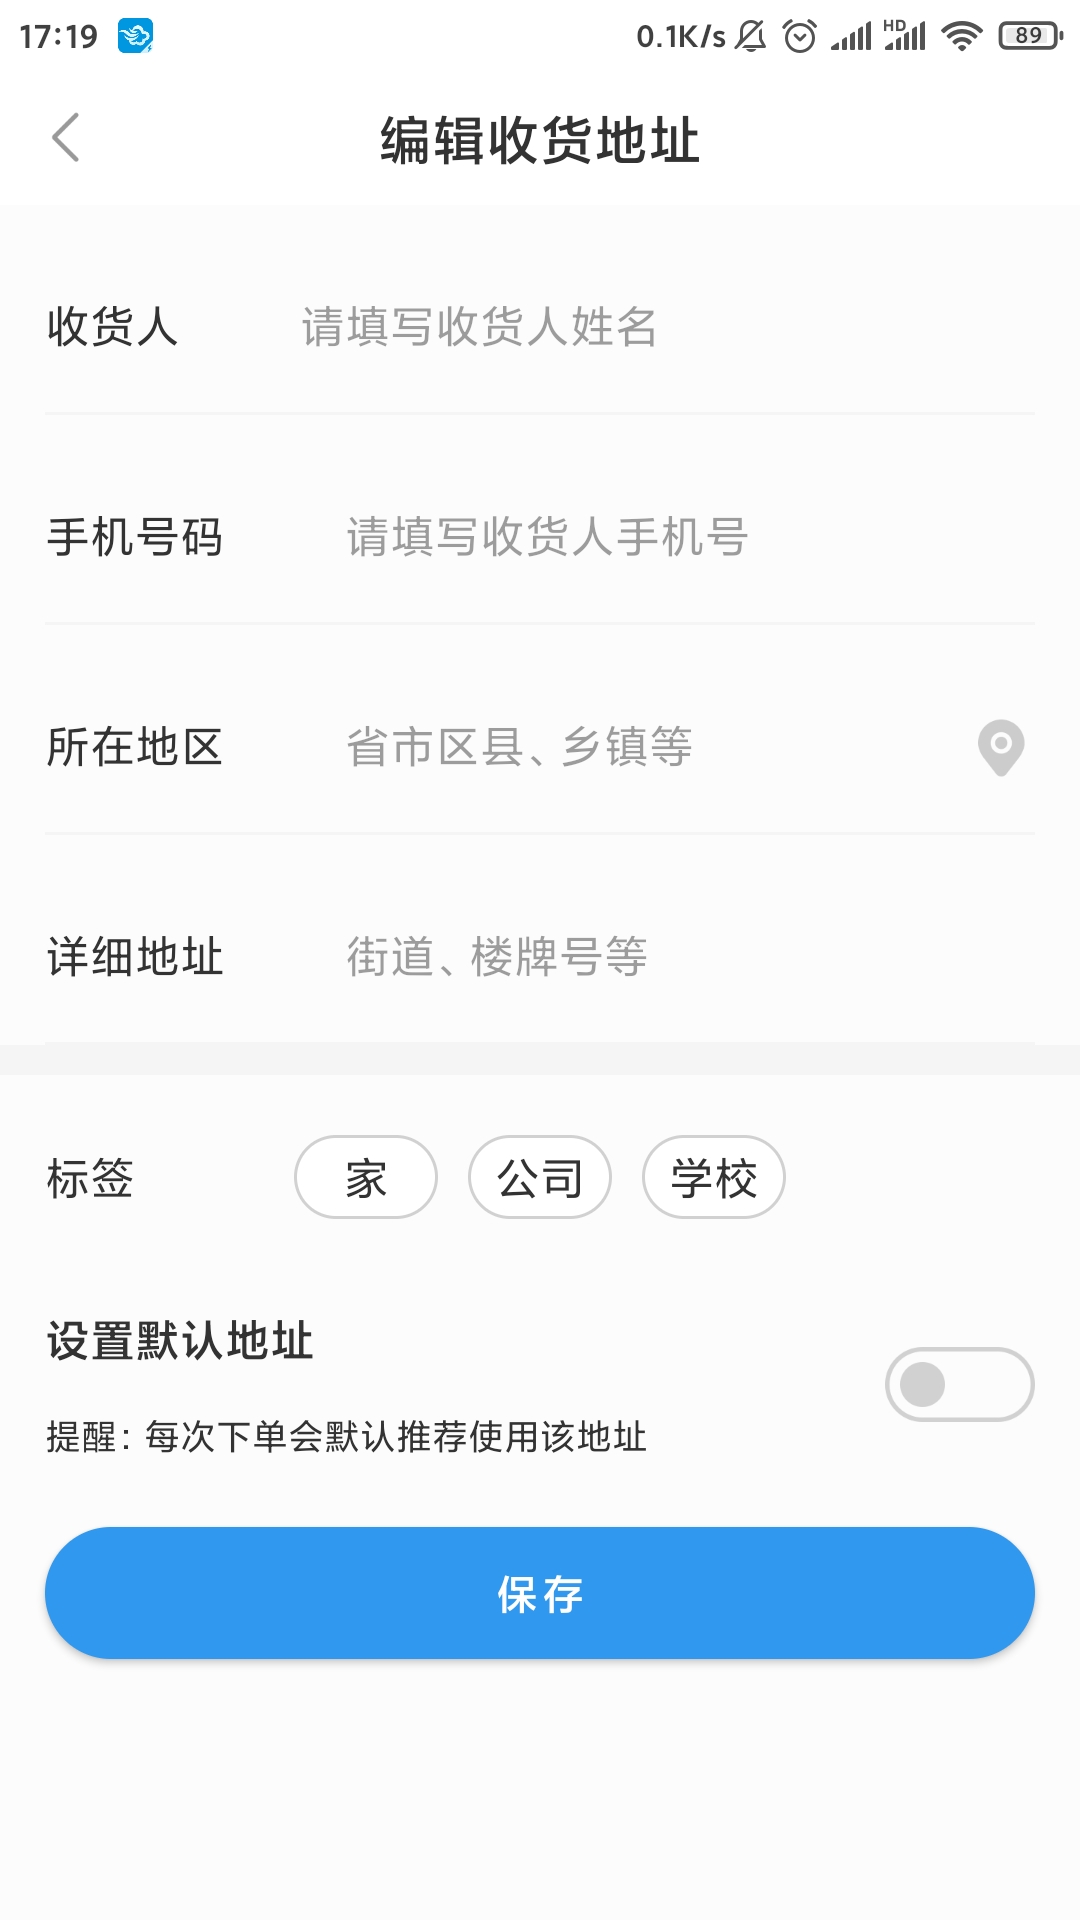 17:19 0.1K/s HD 89
编辑收货地址
收货人 请填写收货人姓名
手机号码 请填写收货人手机号
所在地区 省市区县、乡镇等
详细地址 街道、楼牌号等
标签 家 公司 学校
设置默认地址
提醒：每次下单会默认推荐使用该地址
保存